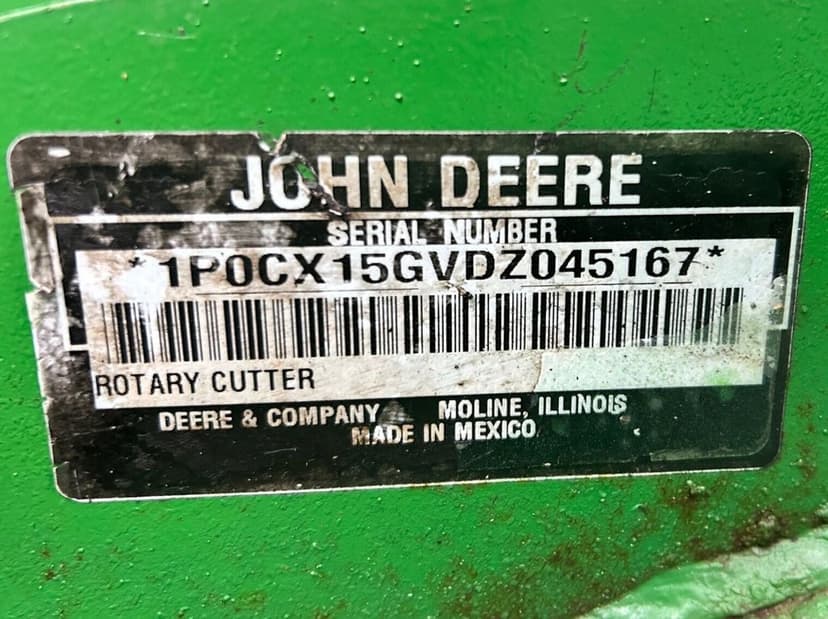 JOHN DEERE
SERIAL NUMBER
*1P0CX15GVDZ045167*
ROTARY CUTTER
DEERE & COMPANY MOLINE, ILLINOIS
MADE IN MEXICO